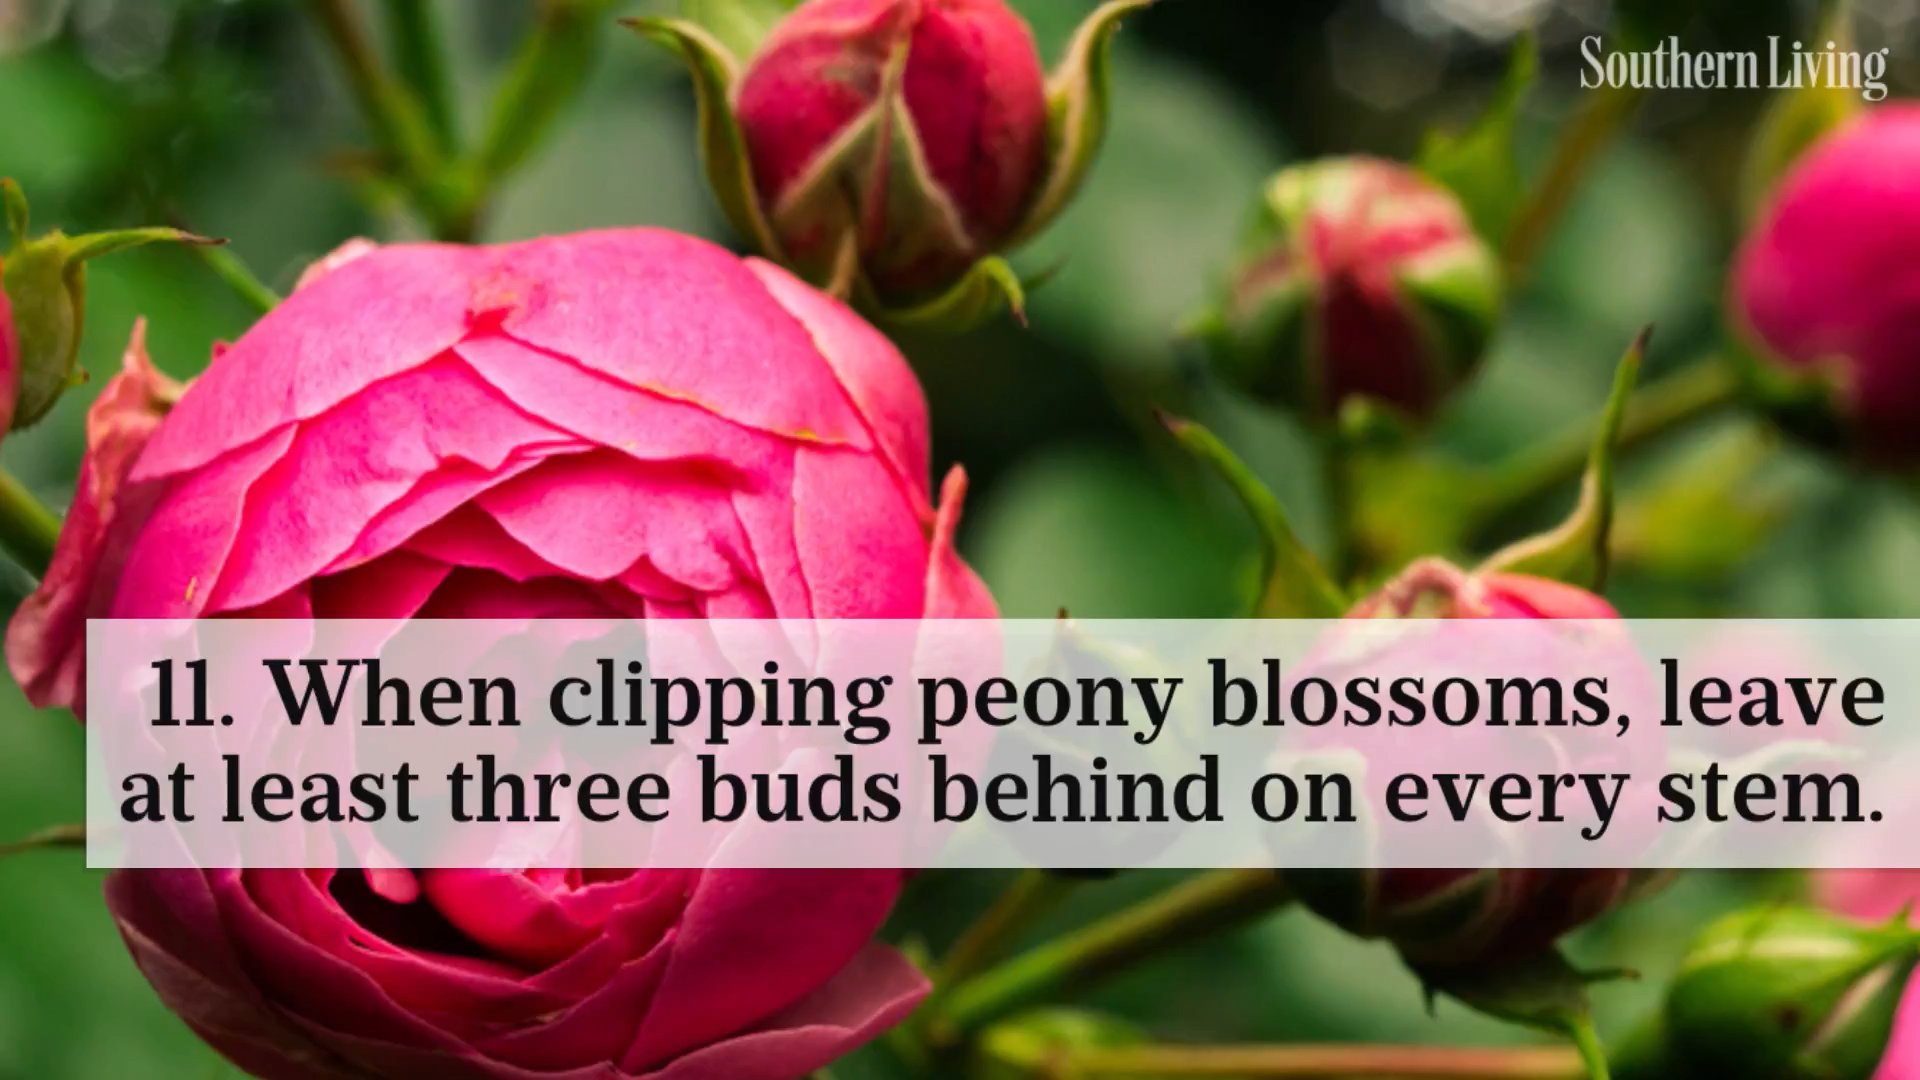 Southern Living
11. When clipping peony blossoms, leave
at least three buds behind on every stem.